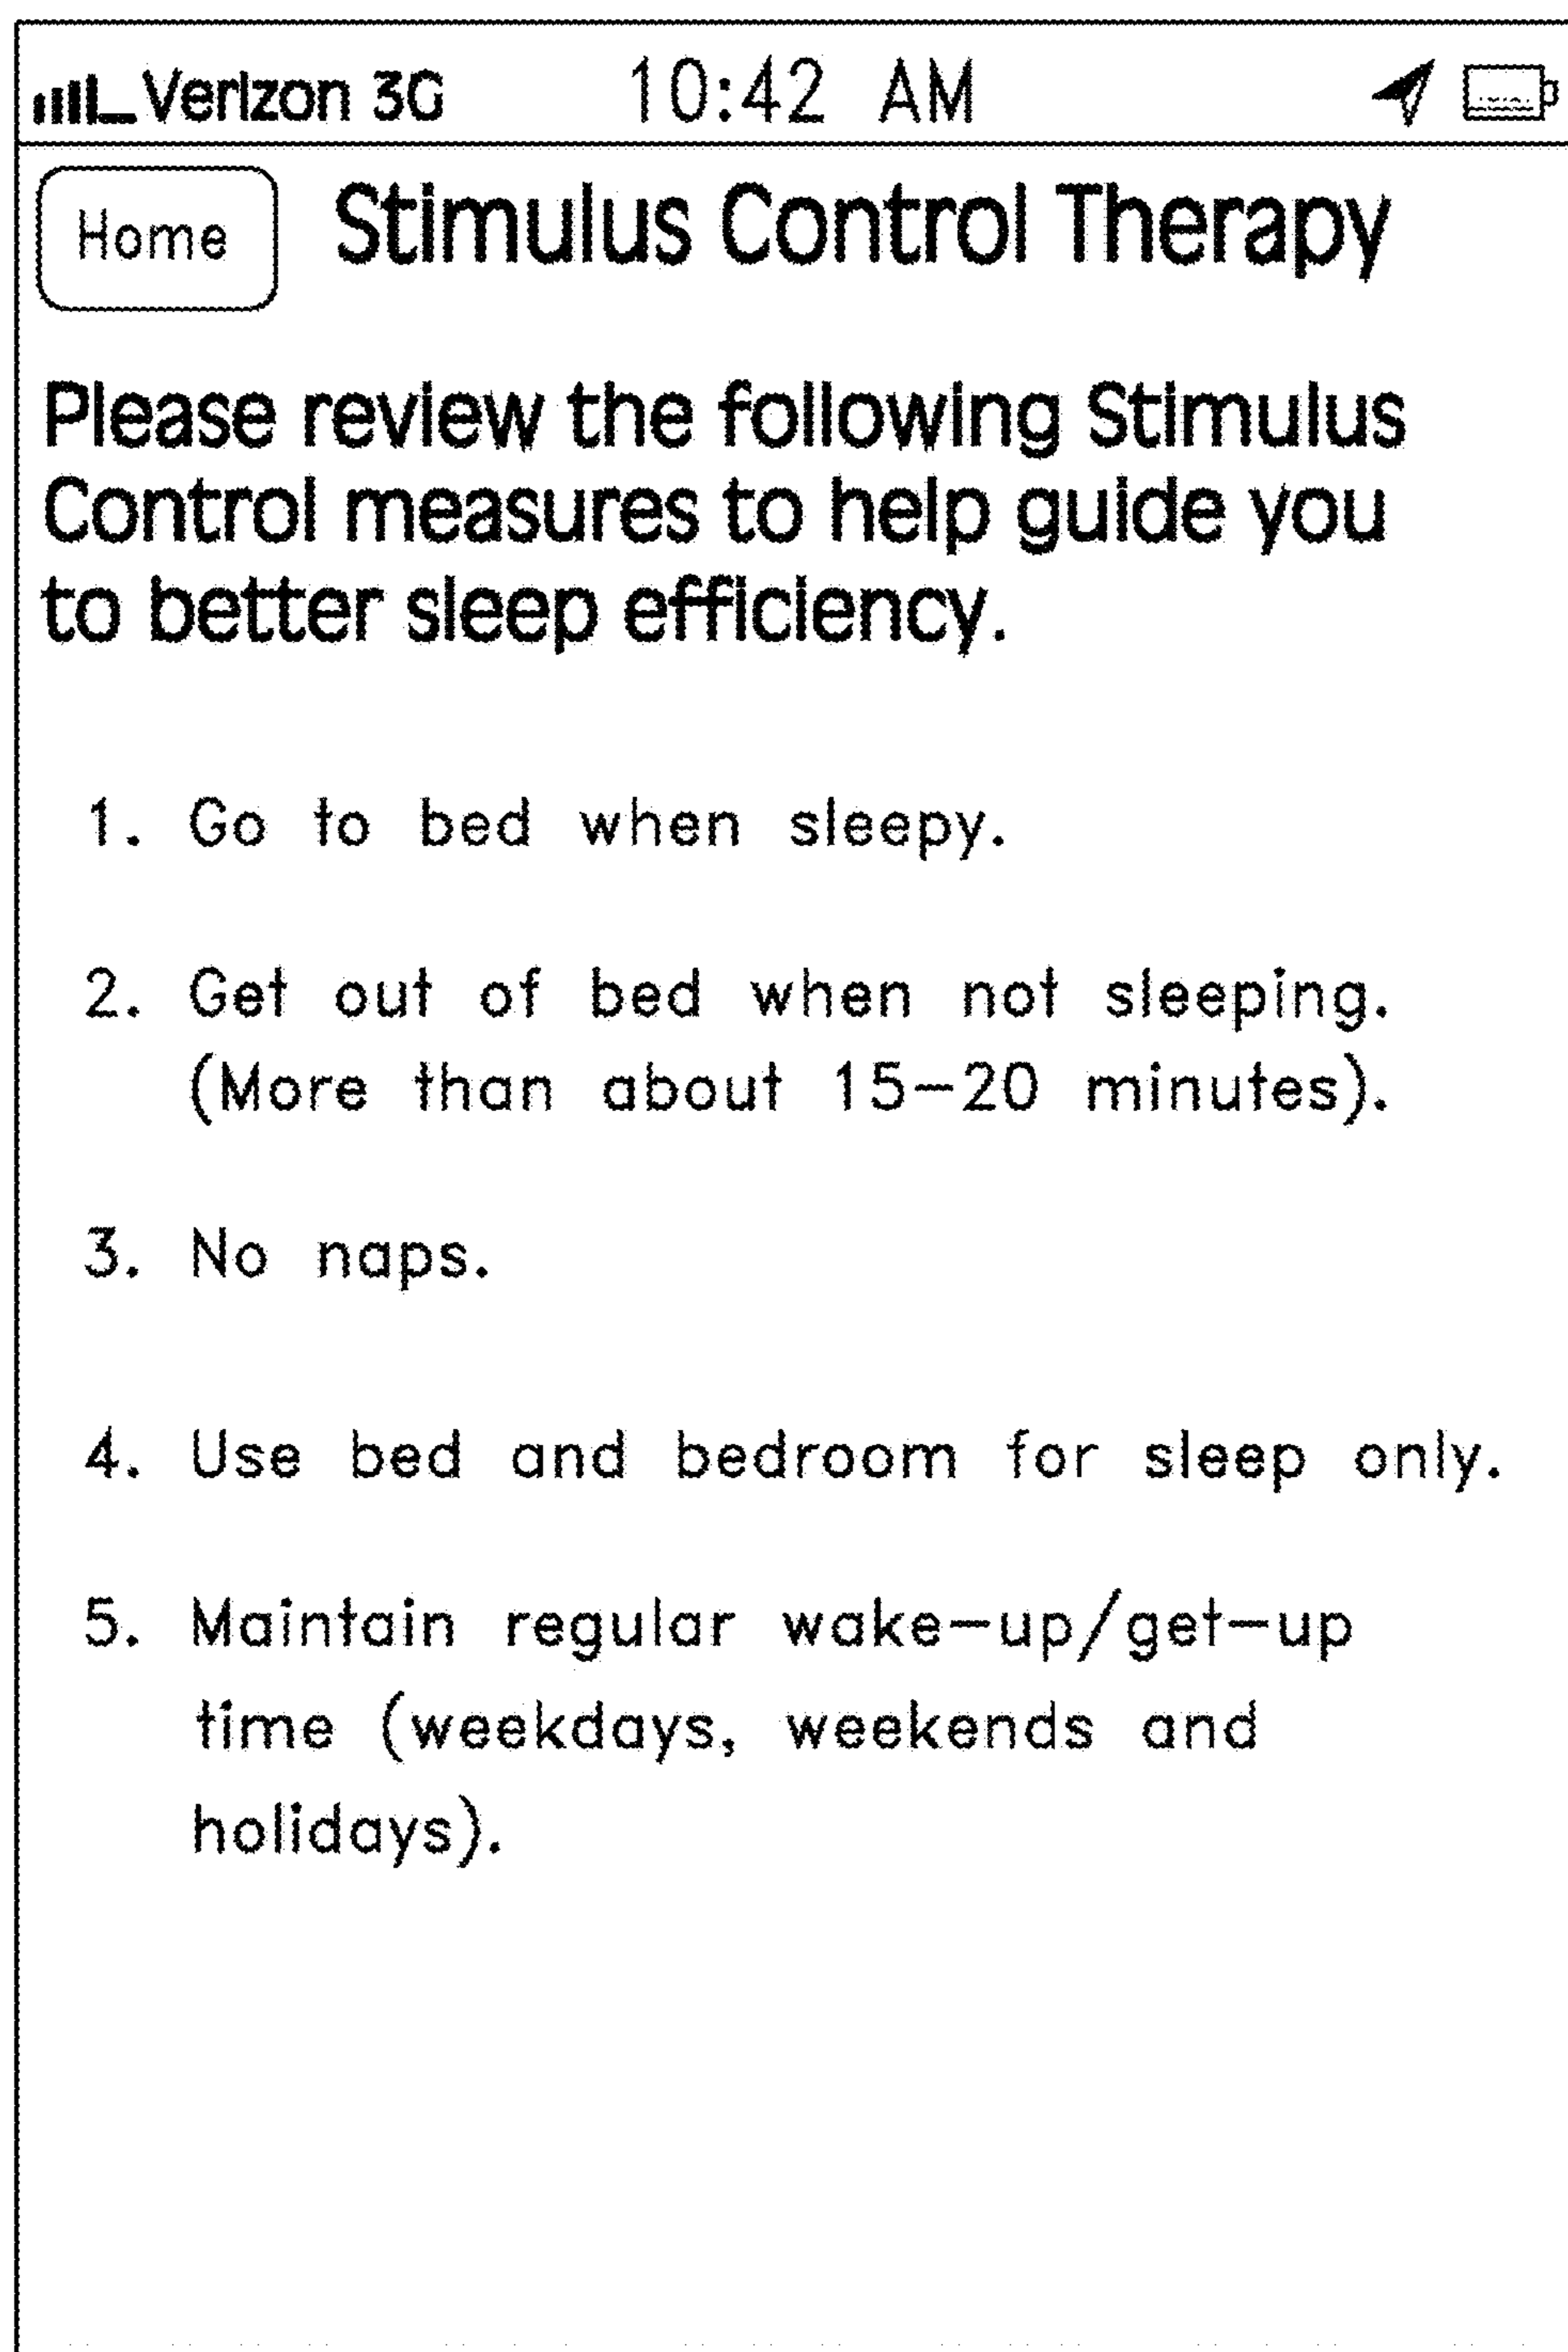 Verizon 3G 10:42 AM
Home Stimulus Control Therapy
Please review the following Stimulus
Control measures to help guide you
to better sleep efficiency.
1. Go to bed when sleepy.
2. Get out of bed when not sleeping.
(More than about 15–20 minutes).
3. No naps.
4. Use bed and bedroom for sleep only.
5. Maintain regular wake–up/get–up
time (weekdays, weekends and
holidays).